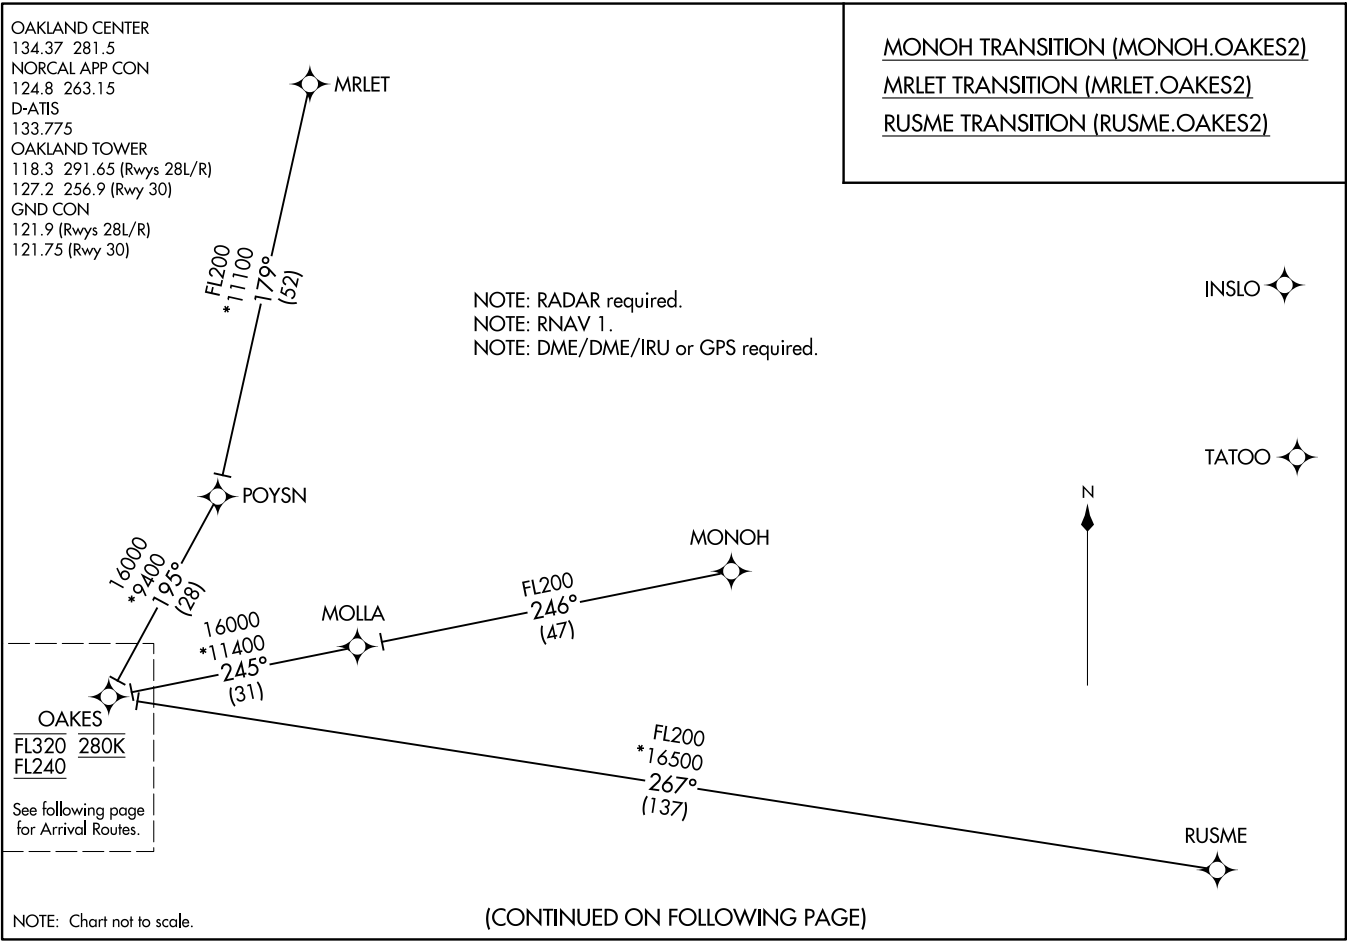 OAKLAND CENTER
134.37 281.5
NORCAL APP CON
124.8 263.15
D-ATIS
133.775
OAKLAND TOWER
118.3 291.65 (Rwys 28L/R)
127.2 256.9 (Rwy 30)
GND CON
121.9 (Rwys 28L/R)
121.75 (Rwy 30)
MONOH TRANSITION (MONOH.OAKES2)
MRLET TRANSITION (MRLET.OAKES2)
RUSME TRANSITION (RUSME.OAKES2)
MRLET
FL200
*11100
179°
(52)
NOTE: RADAR required.
NOTE: RNAV 1.
NOTE: DME/DME/IRU or GPS required.
INSLO
TATOO
N
POYSN
16000
*9400
195°
(28)
MONOH
FL200
246°
(47)
MOLLA
16000
*11400
245°
(31)
OAKES
FL320 280K
FL240
See following page
for Arrival Routes.
FL200
*16500
267°
(137)
RUSME
NOTE: Chart not to scale.
(CONTINUED ON FOLLOWING PAGE)